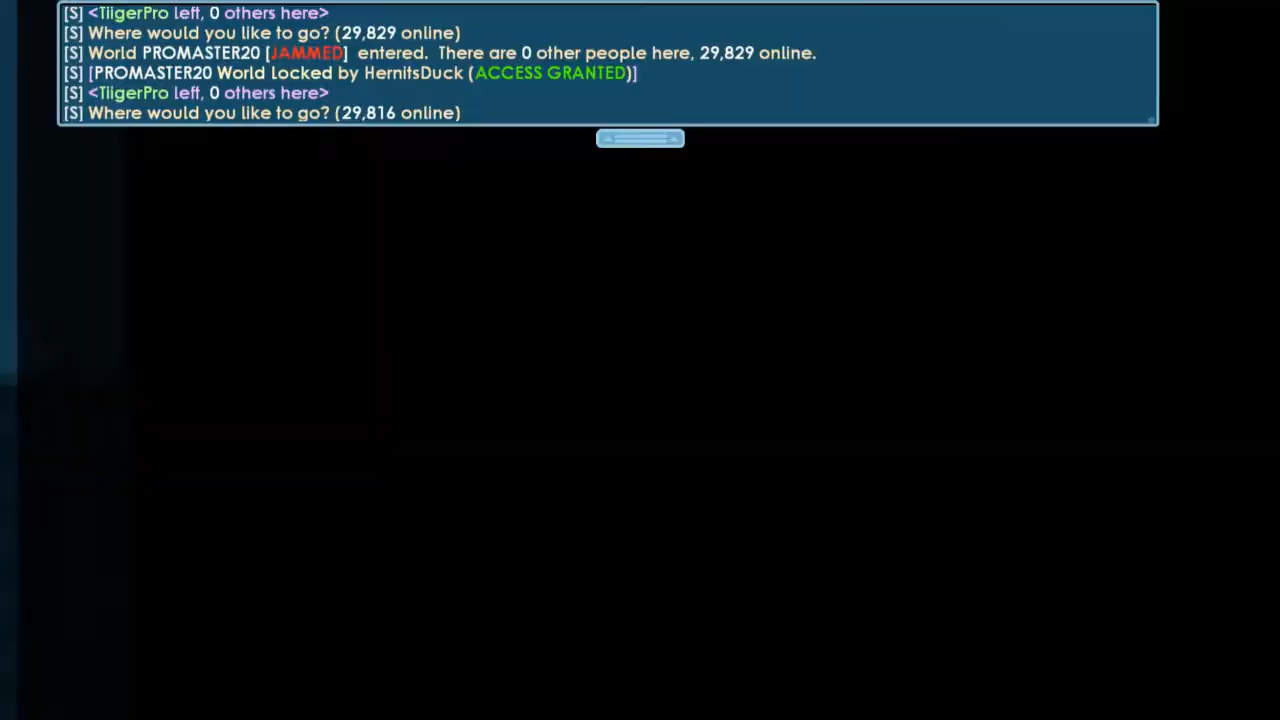 [S] <TiigerPro left, 0 others here>
[S] Where would you like to go? (29,829 online)
[S] World PROMASTER20 [JAMMED]  entered.  There are 0 other people here, 29,829 online.
[S] [PROMASTER20 World Locked by HernitsDuck (ACCESS GRANTED)]
[S] <TiigerPro left, 0 others here>
[S] Where would you like to go? (29,816 online)